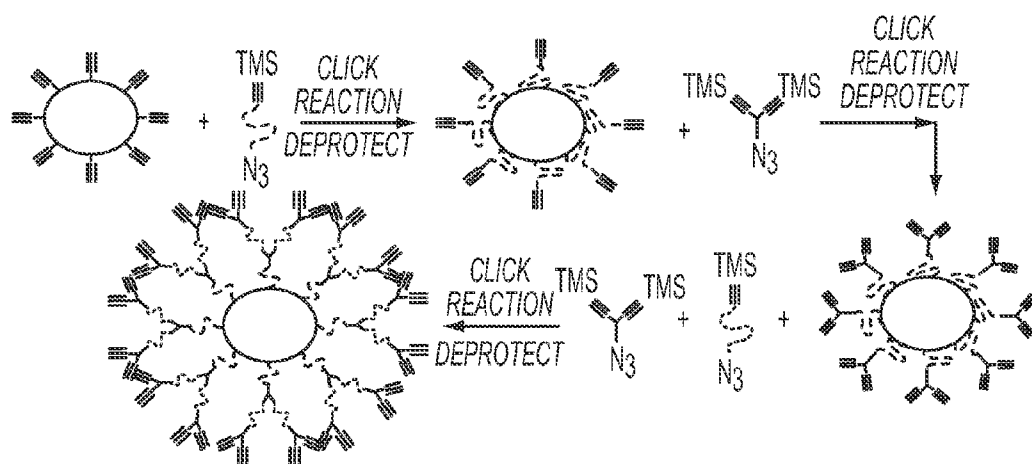 TMS
+
CLICK
REACTION
DEPROTECT
N3
+
TMS TMS
N3
CLICK
REACTION
DEPROTECT
CLICK
REACTION
DEPROTECT
TMS TMS
N3
+
TMS
N3
+